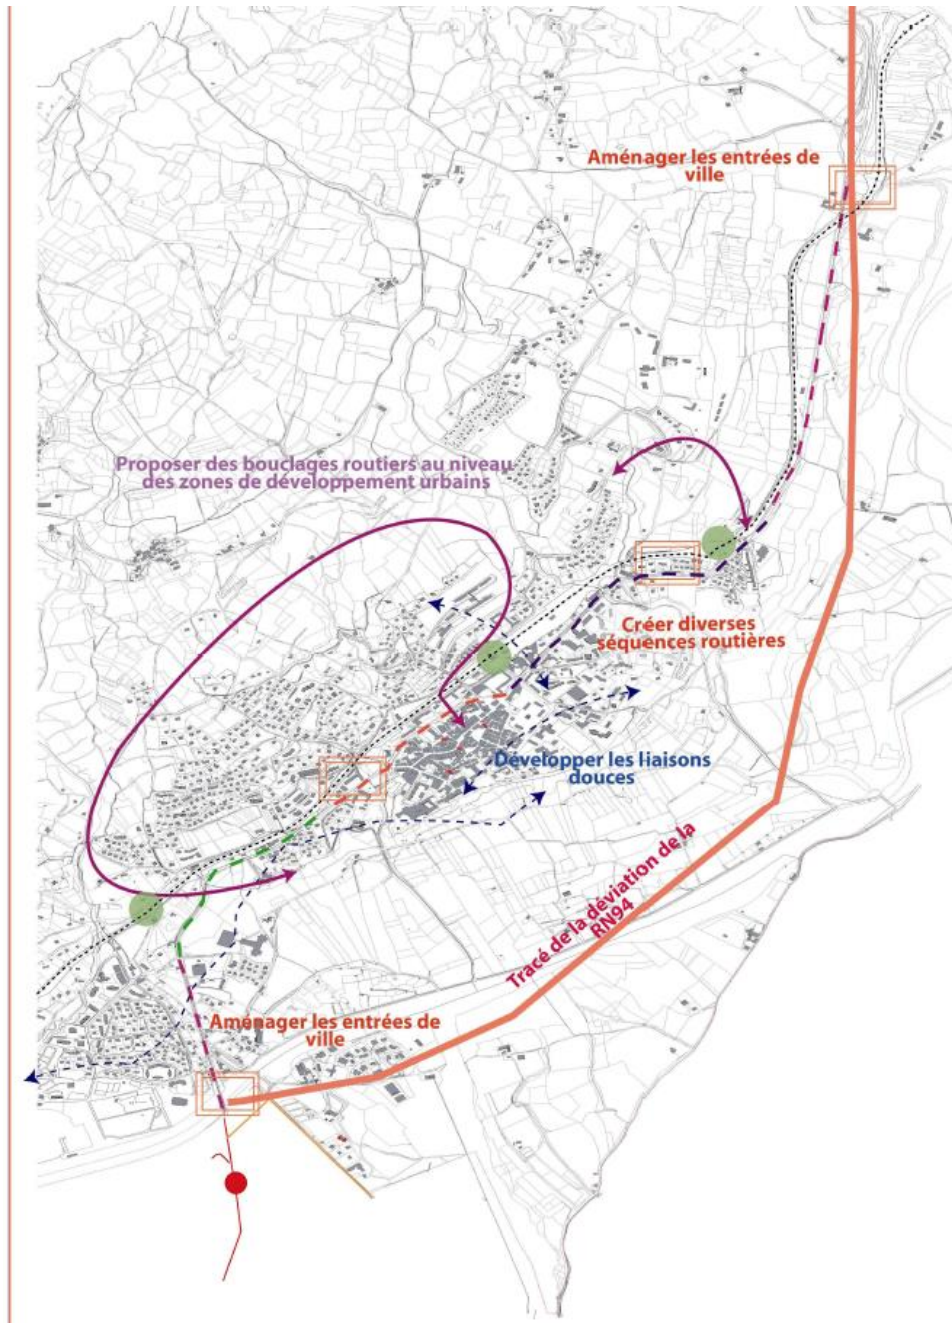 Aménager les entrées de
ville
Proposer des bouclages routiers au niveau
des zones de développement urbains
Créer diverses
séquences routières
Développer les liaisons
douces
Tracé de la déviation de la
RN94
Aménager les entrées de
ville